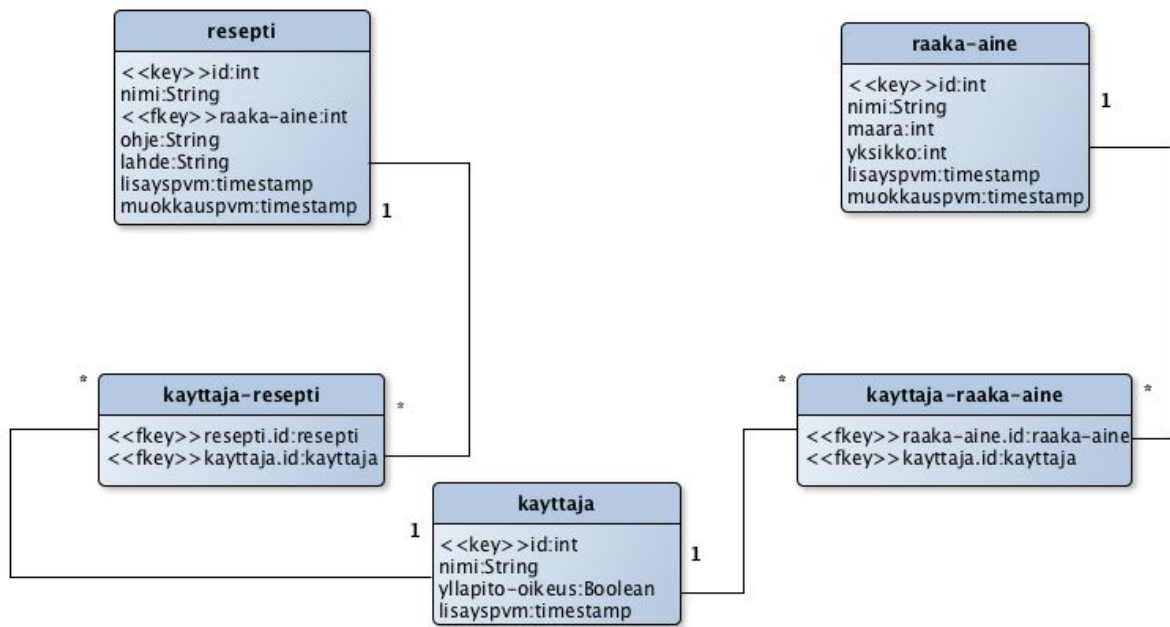 resepti
<<key>>id:int
nimi:String
<<fkey>>raaka-aine:int
ohje:String
lahde:String
lisayspvm:timestamp
muokkauspvm:timestamp
1
raaka-aine
<<key>>id:int
nimi:String
maara:int
yksikko:int
lisayspvm:timestamp
muokkauspvm:timestamp
1
*
kayttaja-resepti
<<fkey>>resepti.id:resepti
<<fkey>>kayttaja.id:kayttaja
*
*
kayttaja-raaka-aine
<<fkey>>raaka-aine.id:raaka-aine
<<fkey>>kayttaja.id:kayttaja
*
1
kayttaja
<<key>>id:int
nimi:String
yllapito-oikeus:Boolean
lisayspvm:timestamp
1